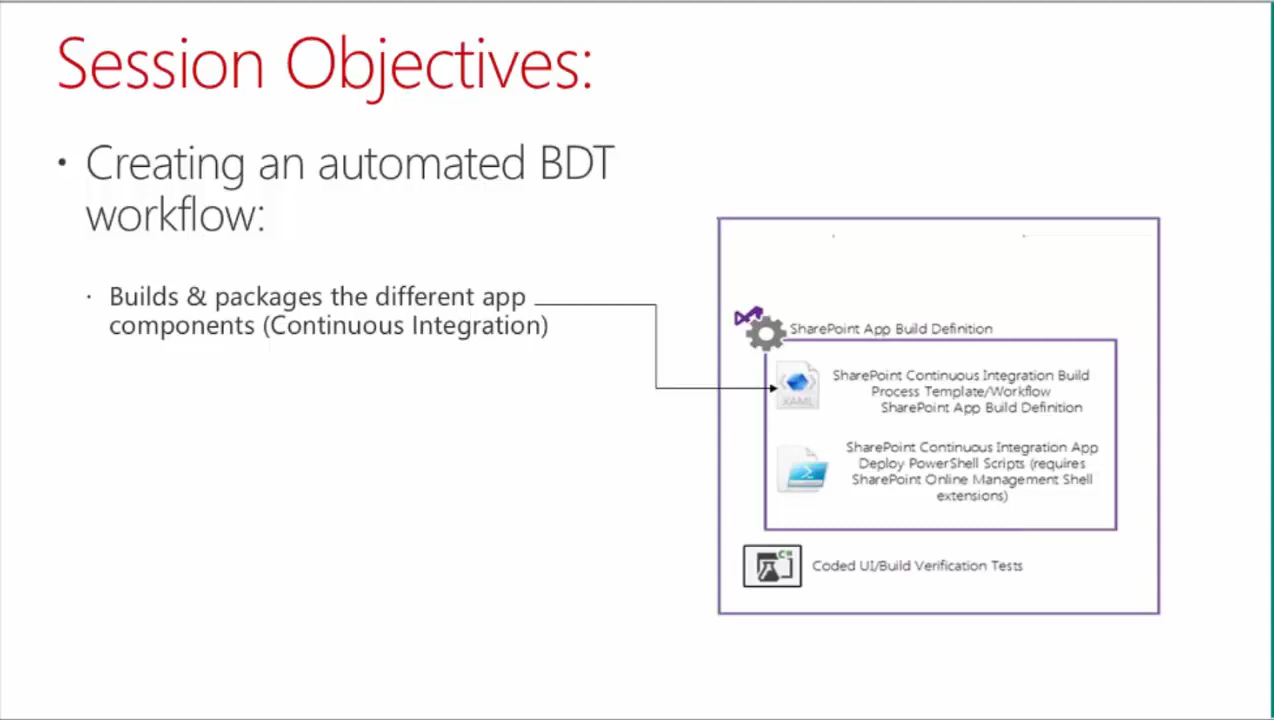 Session Objectives:
• Creating an automated BDT
workflow:
• Builds & packages the different app
components (Continuous Integration)
SharePoint App Build Definition
XAML
SharePoint Continuous Integration Build
Process Template/Workflow
SharePoint App Build Definition
SharePoint Continuous Integration App
Deploy PowerShell Scripts (requires
SharePoint Online Management Shell
extensions)
C#
Coded UI/Build Verification Tests